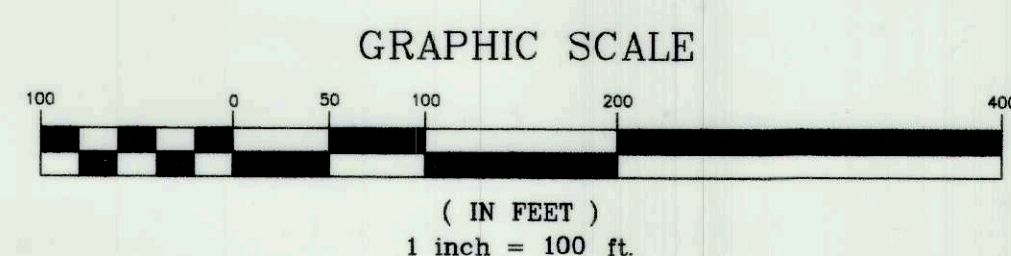 GRAPHIC SCALE
100 0 50 100 200 400
( IN FEET )
1 inch = 100 ft.